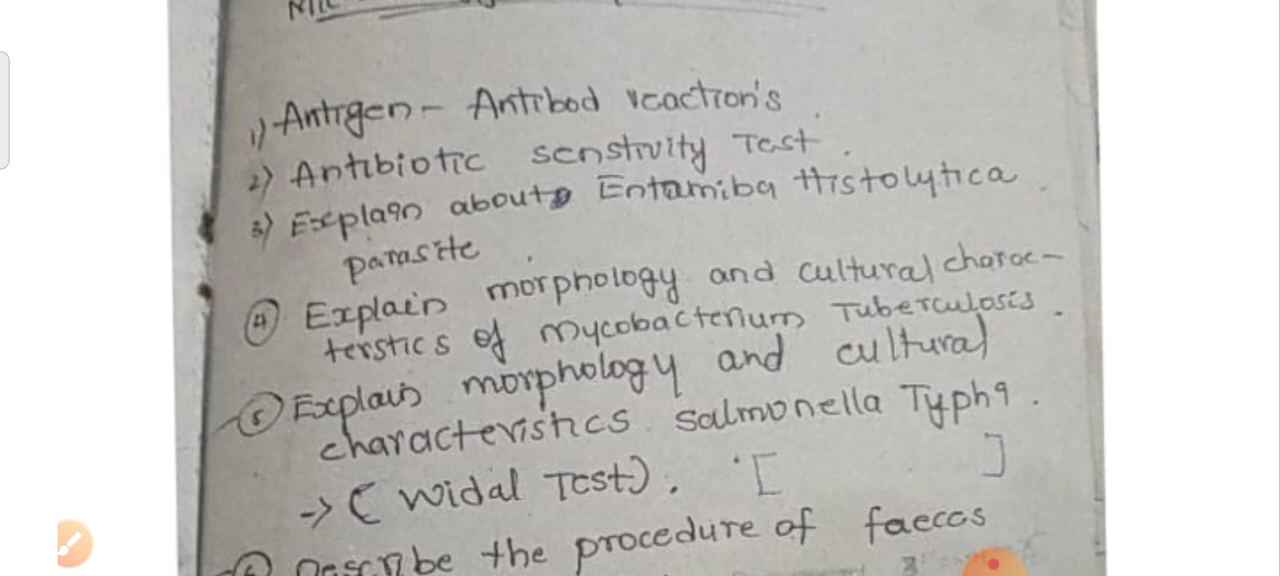 1) Antigen - Antibod reaction's
2) Antibiotic senstivity Test .
3) Explain about Entamiba Histolytica .
parasite
④ Explain morphology and cultural charac-
terstics of mycobacterium Tuberculosis .
⑤ Explain morphology and cultural
characteristics salmonella Typhi .
-> ( widal Test) . [ ]
⑥ Describe the procedure of faeces